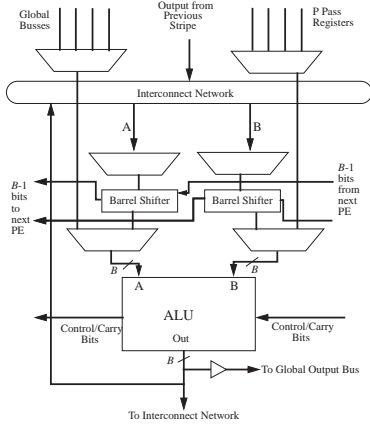 Global
Busses
Output from
Previous
Stripe
P Pass
Registers
Interconnect Network
A
B
B-1
bits
to
next
PE
Barrel Shifter
Barrel Shifter
B-1
bits
from
next
PE
B
B
A
B
ALU
Out
Control/Carry
Bits
Control/Carry
Bits
B
To Global Output Bus
To Interconnect Network